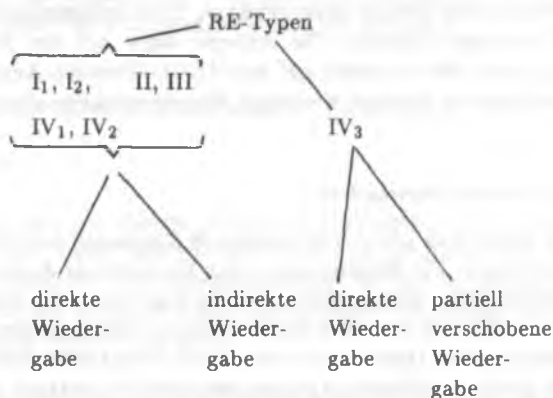 RE-Typen
I₁, I₂, II, III
IV₁, IV₂ IV₃
direkte indirekte direkte partiell
Wieder- Wieder- Wieder- verschobene
gabe gabe gabe Wieder-
gabe